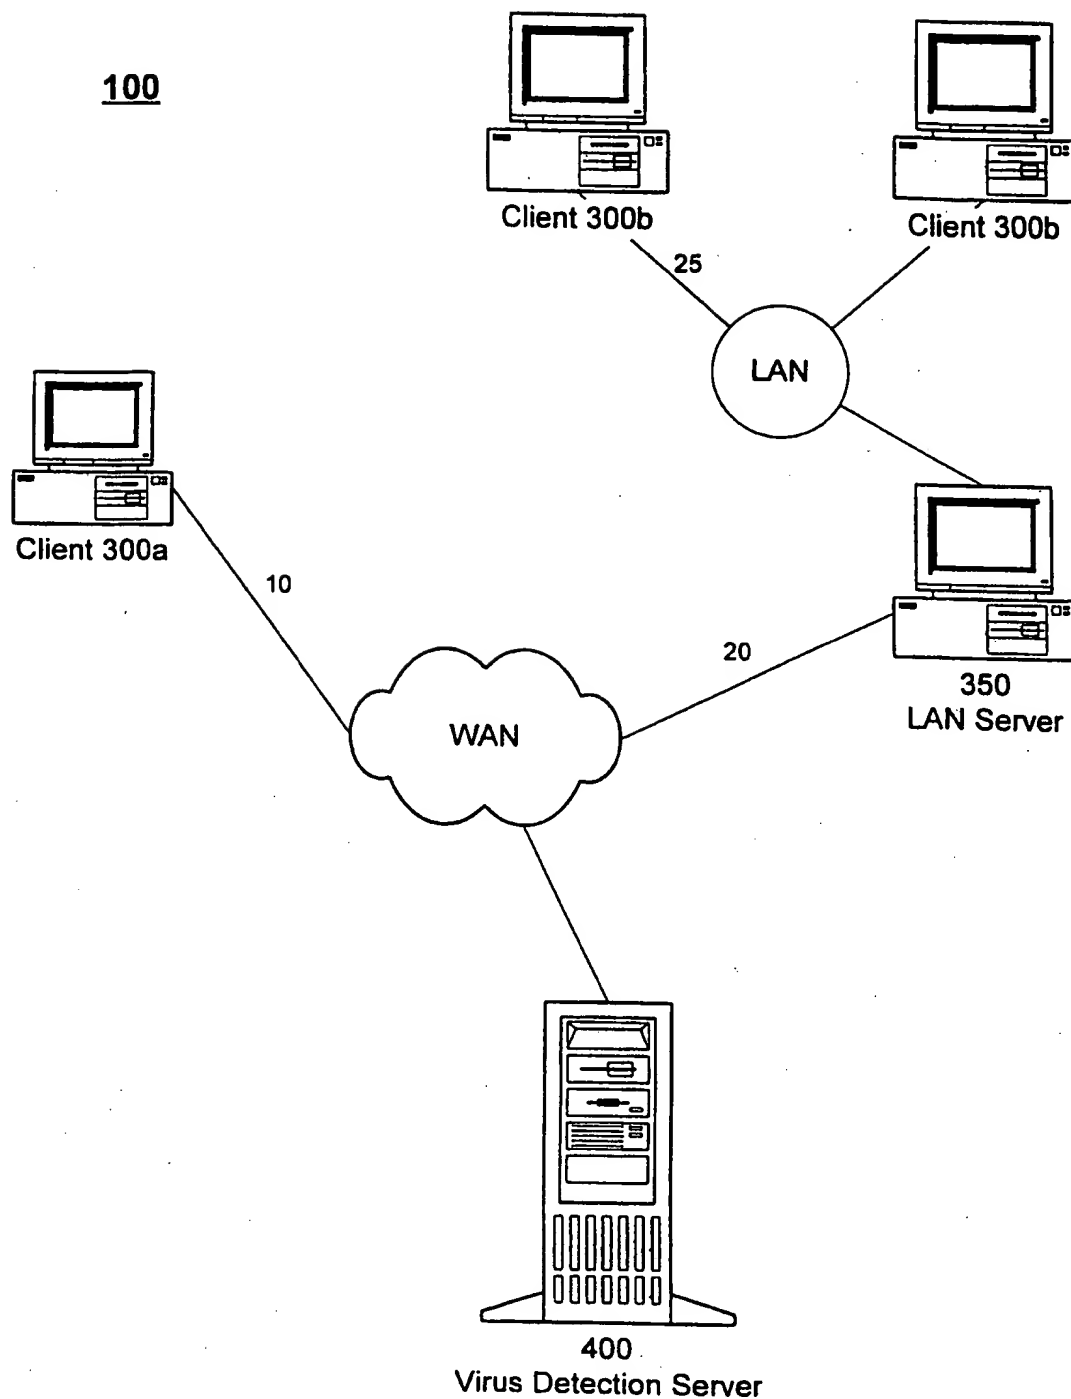 100
Client 300b
Client 300b
25
LAN
Client 300a
10
20
350
LAN Server
WAN
400
Virus Detection Server